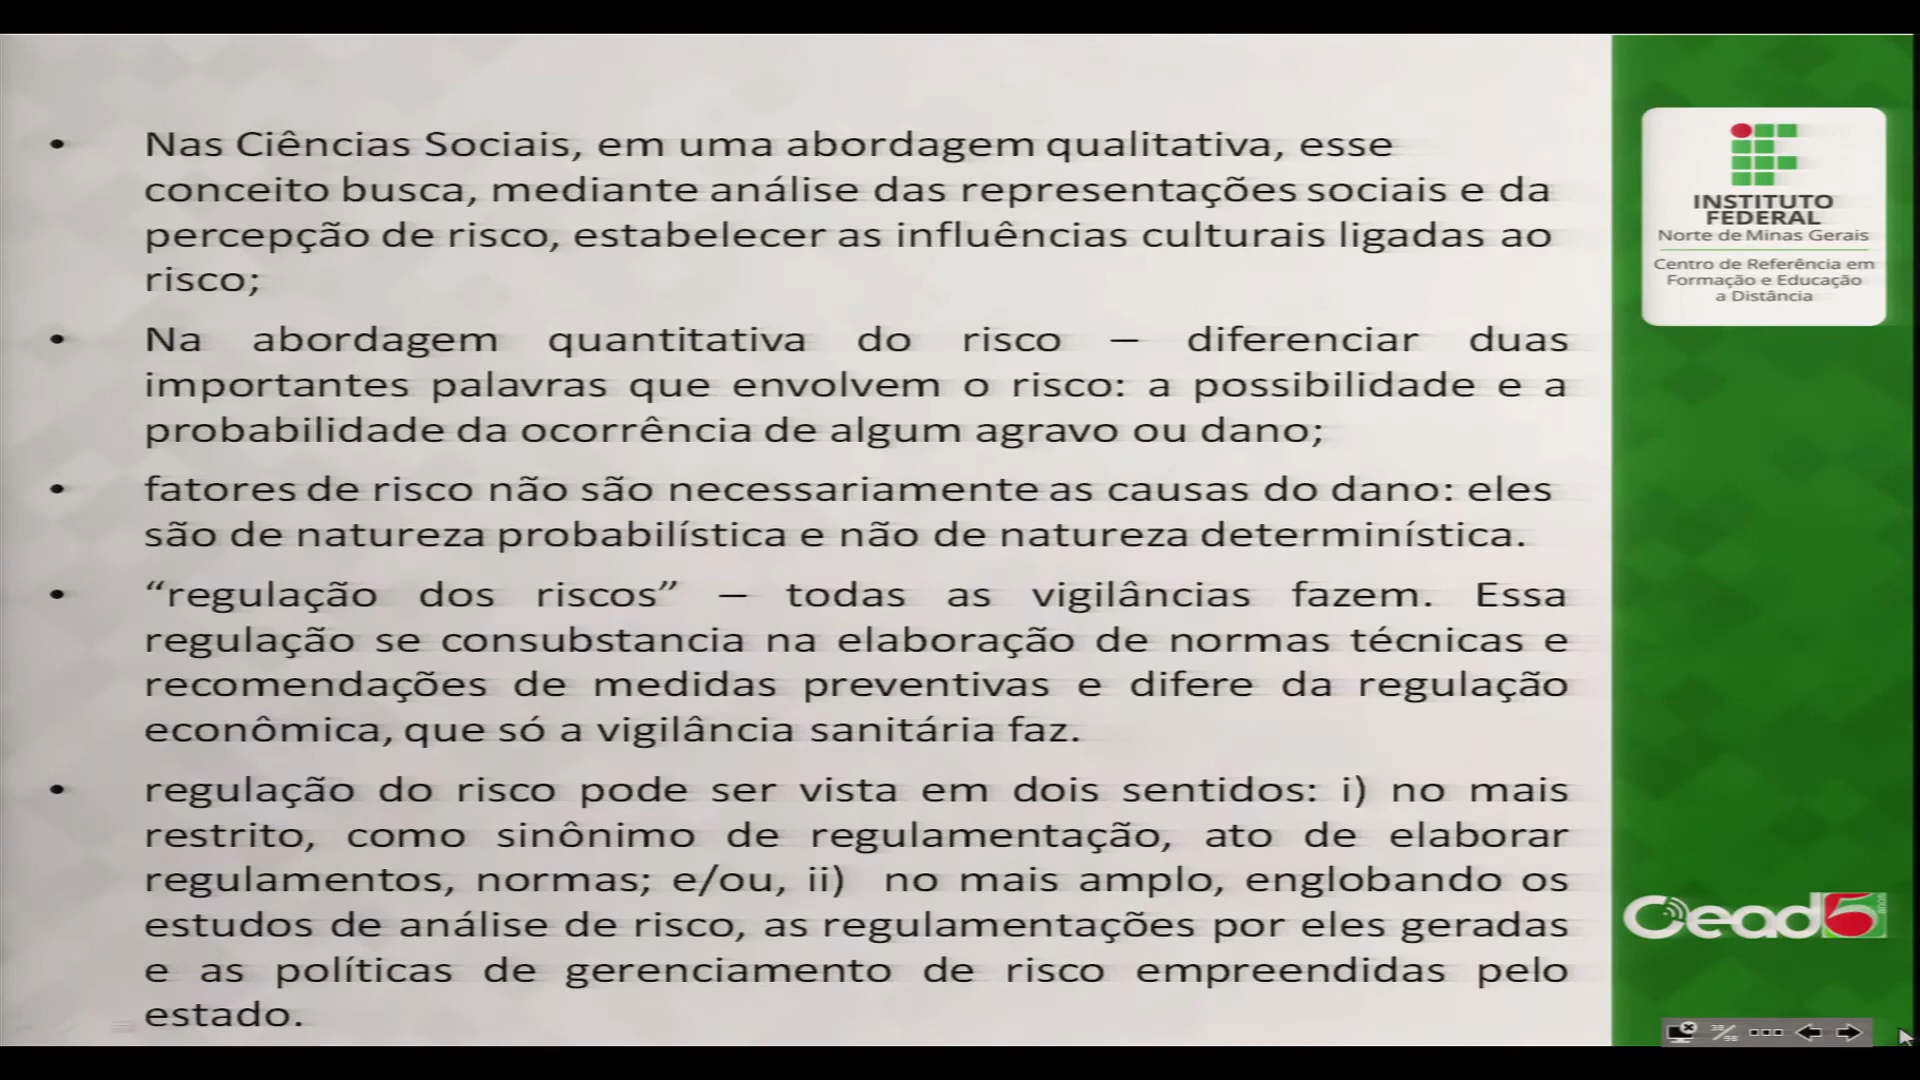 • Nas Ciências Sociais, em uma abordagem qualitativa, esse
conceito busca, mediante análise das representações sociais e da
percepção de risco, estabelecer as influências culturais ligadas ao
risco;
• Na abordagem quantitativa do risco – diferenciar duas
importantes palavras que envolvem o risco: a possibilidade e a
probabilidade da ocorrência de algum agravo ou dano;
• fatores de risco não são necessariamente as causas do dano: eles
são de natureza probabilística e não de natureza determinística.
• “regulação dos riscos” – todas as vigilâncias fazem. Essa
regulação se consubstancia na elaboração de normas técnicas e
recomendações de medidas preventivas e difere da regulação
econômica, que só a vigilância sanitária faz.
• regulação do risco pode ser vista em dois sentidos: i) no mais
restrito, como sinônimo de regulamentação, ato de elaborar
regulamentos, normas; e/ou, ii) no mais amplo, englobando os
estudos de análise de risco, as regulamentações por eles geradas
e as políticas de gerenciamento de risco empreendidas pelo
estado.
INSTITUTO
FEDERAL
Norte de Minas Gerais
Centro de Referência em
Formação e Educação
a Distância
Cead 5
38/98